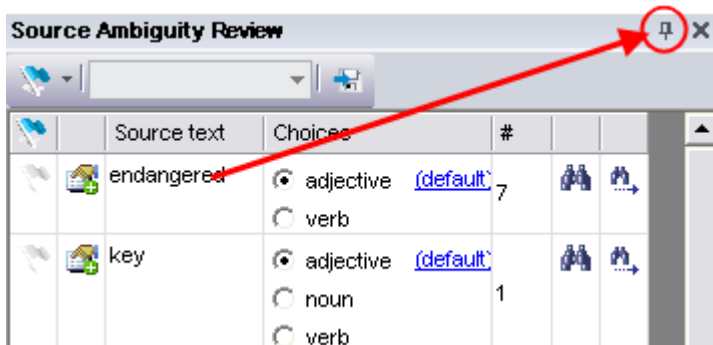 Source Ambiguity Review
Source text Choices #
endangered adjective (default) 7
verb
key adjective (default)
noun 1
verb